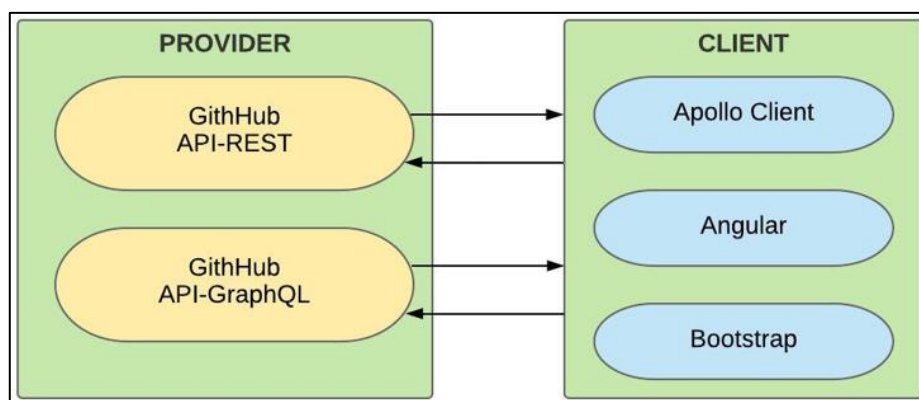 PROVIDER
GithHub
API-REST
GithHub
API-GraphQL
CLIENT
Apollo Client
Angular
Bootstrap